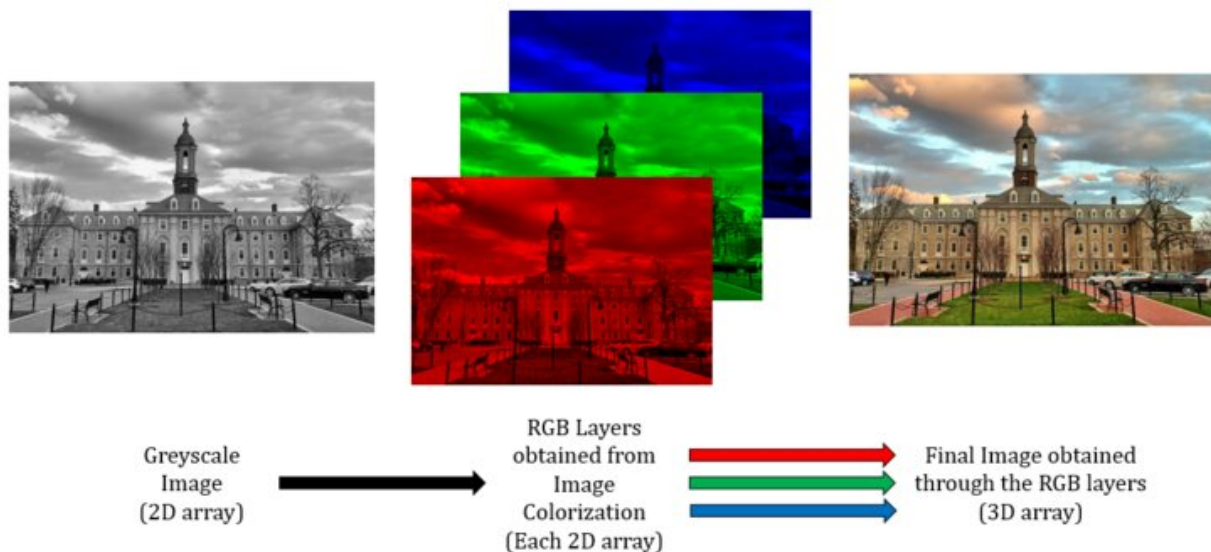 Greyscale
Image
(2D array)
RGB Layers
obtained from
Image
Colorization
(Each 2D array)
Final Image obtained
through the RGB layers
(3D array)